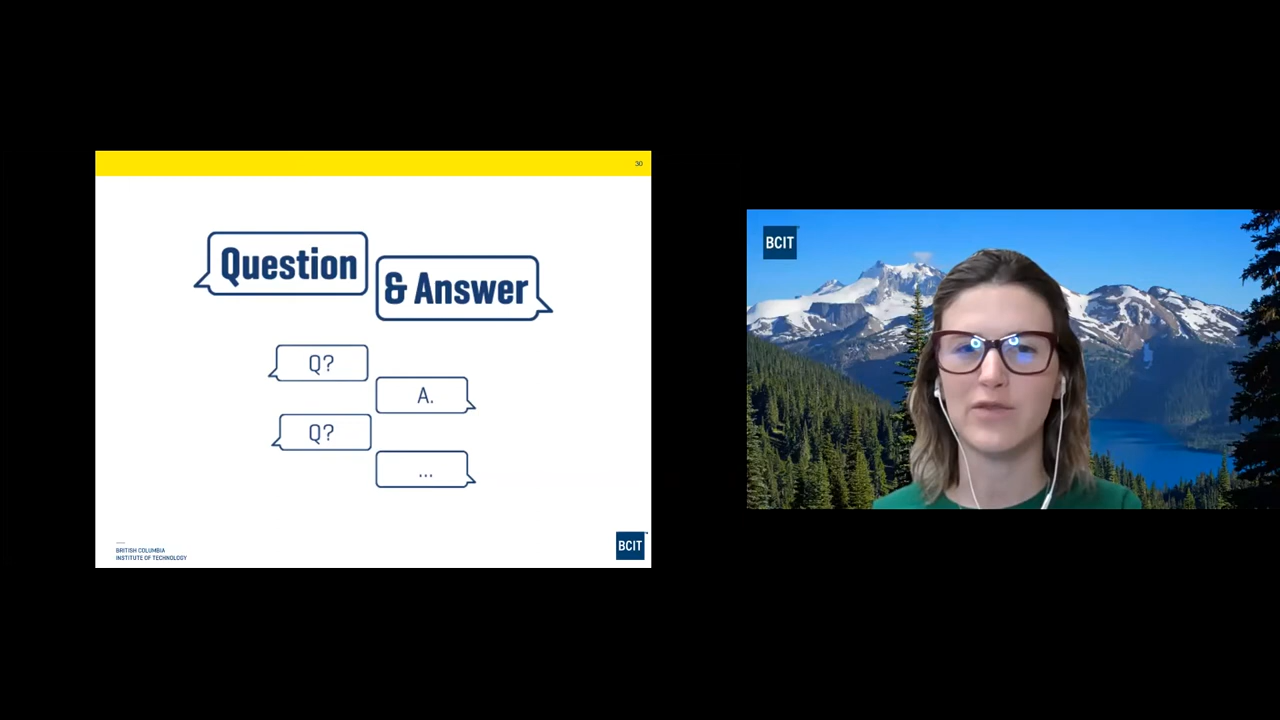 30
Question
& Answer
Q?
A.
Q?
...
BRITISH COLUMBIA
INSTITUTE OF TECHNOLOGY
BCIT
BCIT